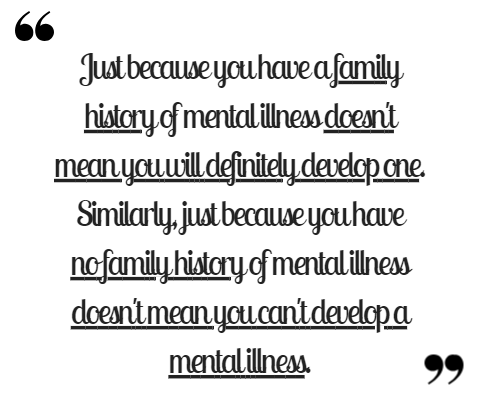 “
Just because you have a family
history of mental illness doesn't
mean you will definitely develop one.
Similarly, just because you have
no family history of mental illness
doesn't mean you can't develop a
mental illness.
”